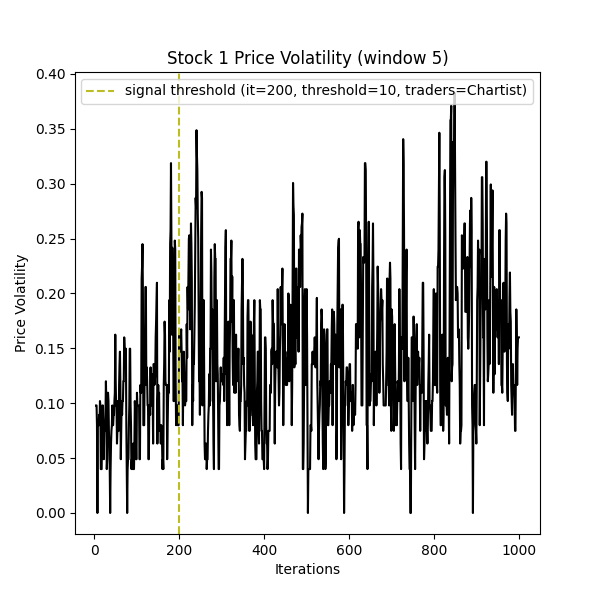 Stock 1 Price Volatility (window 5)
signal threshold (it=200, threshold=10, traders=Chartist)
Price Volatility
0.40
0.35
0.30
0.25
0.20
0.15
0.10
0.05
0.00
0 200 400 600 800 1000
Iterations